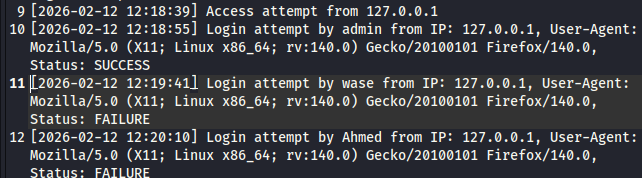 9 [2026-02-12 12:18:39] Access attempt from 127.0.0.1
10 [2026-02-12 12:18:55] Login attempt by admin from IP: 127.0.0.1, User-Agent:
Mozilla/5.0 (X11; Linux x86_64; rv:140.0) Gecko/20100101 Firefox/140.0,
Status: SUCCESS
11 [2026-02-12 12:19:41] Login attempt by wase from IP: 127.0.0.1, User-Agent:
Mozilla/5.0 (X11; Linux x86_64; rv:140.0) Gecko/20100101 Firefox/140.0,
Status: FAILURE
12 [2026-02-12 12:20:10] Login attempt by Ahmed from IP: 127.0.0.1, User-Agent:
Mozilla/5.0 (X11; Linux x86_64; rv:140.0) Gecko/20100101 Firefox/140.0,
Status: FAILURE